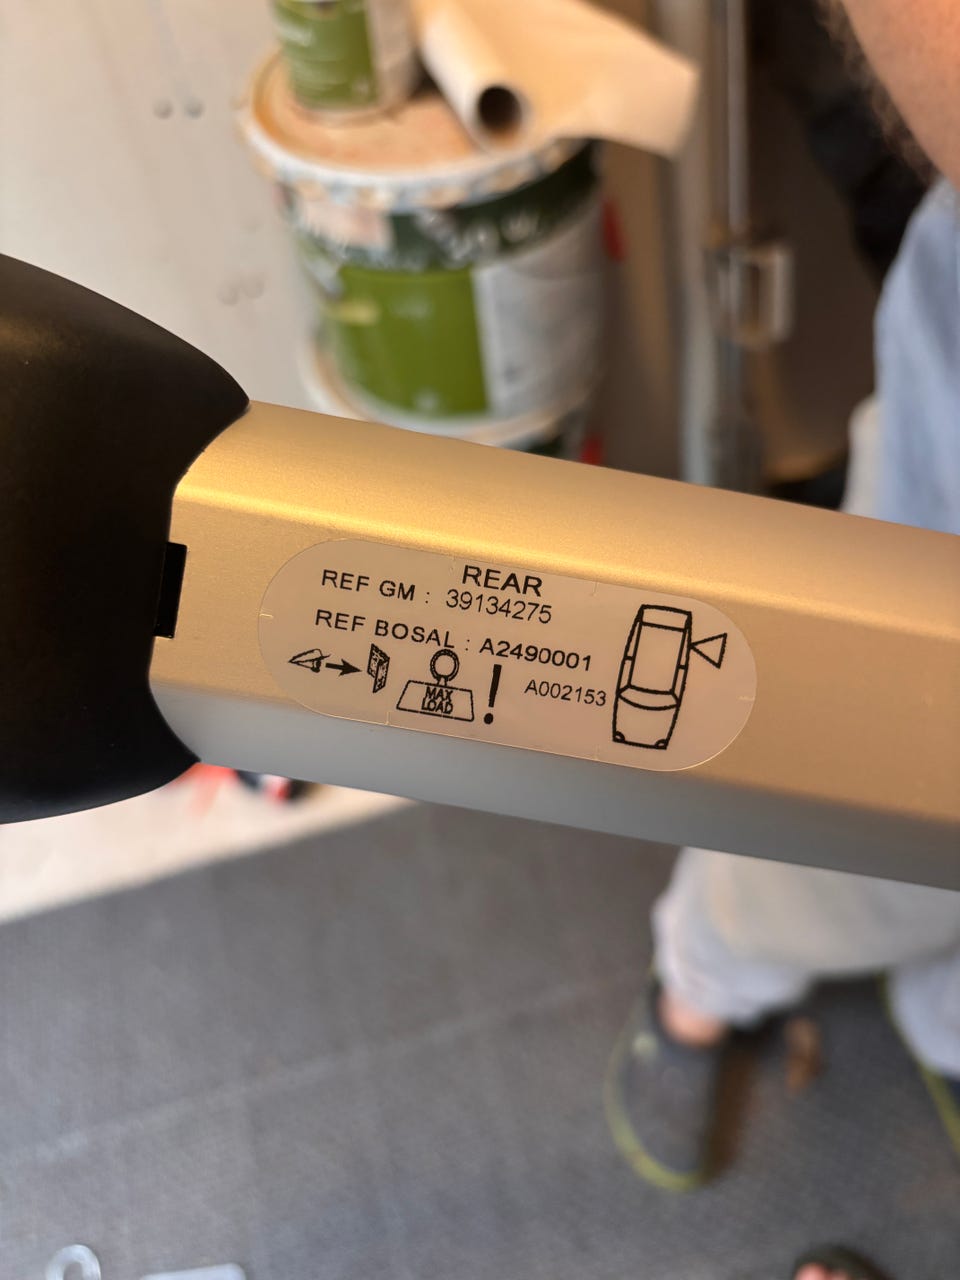 REAR
REF GM : 39134275
REF BOSAL : A2490001
MAX
LOAD
!
A002153